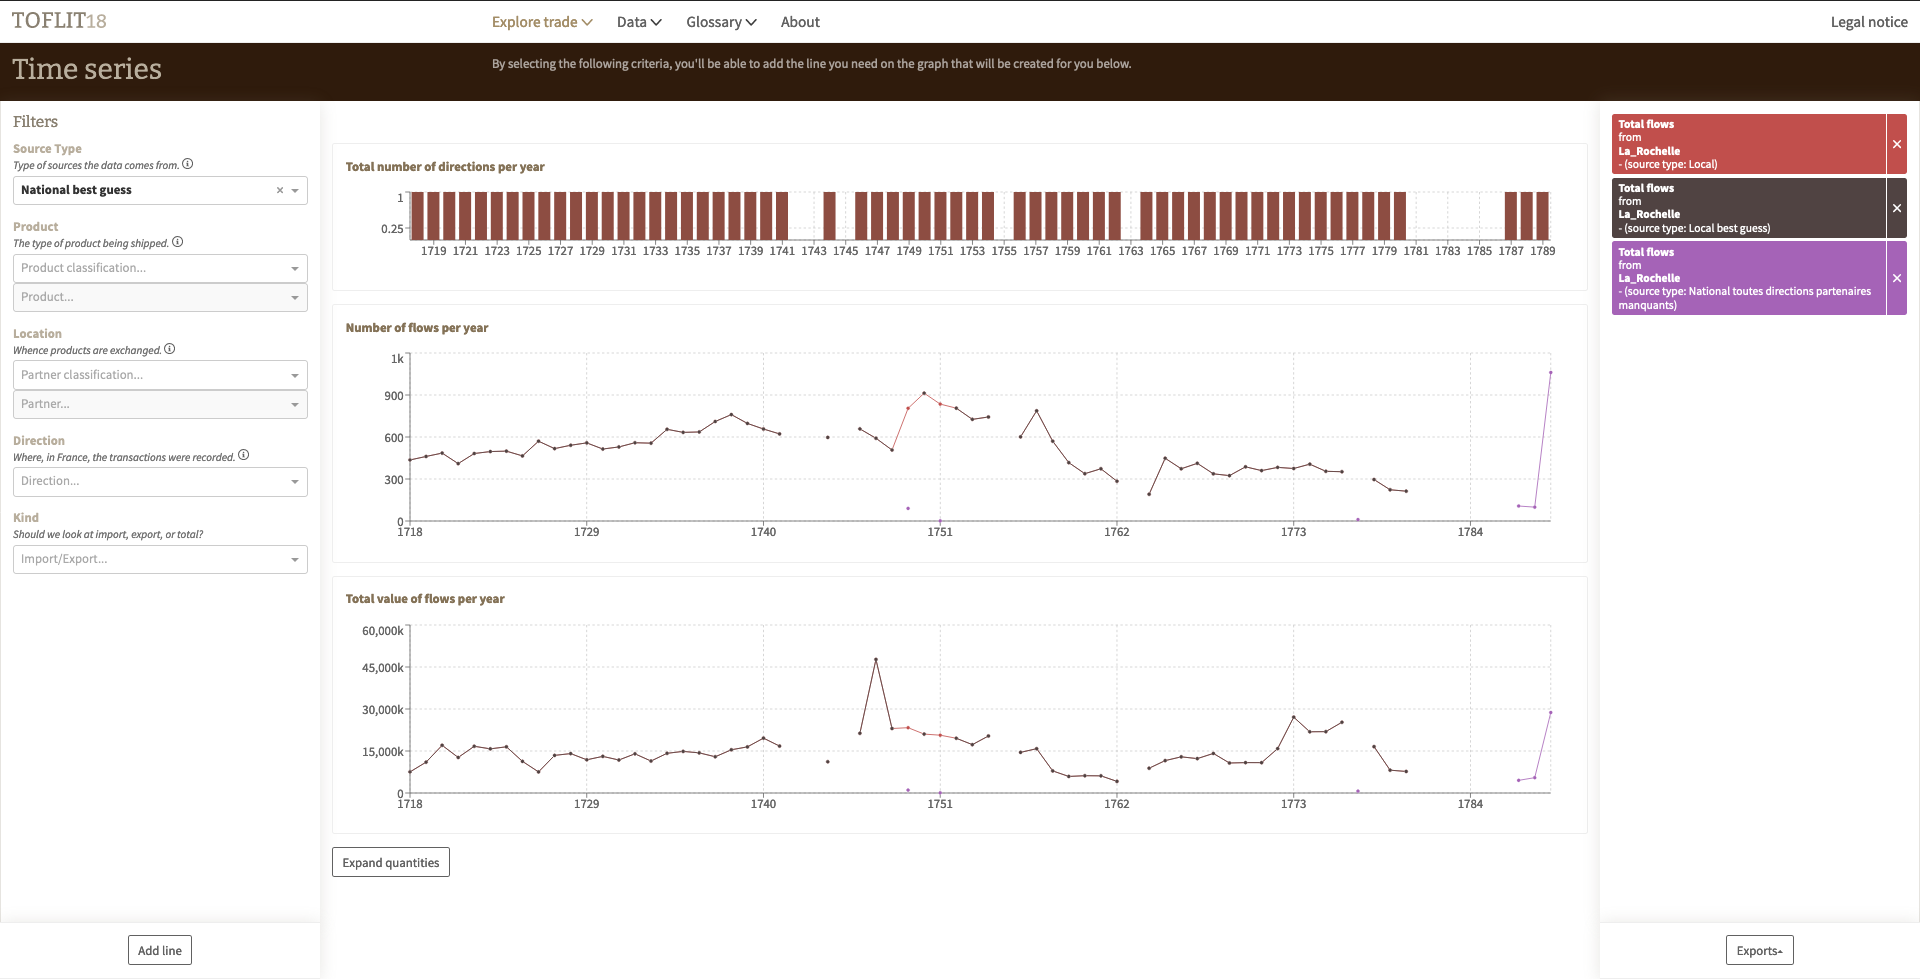 TOFLIT18
Explore trade
Data
Glossary
About
Legal notice
Time series
By selecting the following criteria, you'll be able to add the line you need on the graph that will be created for you below.
Filters
Source Type
Type of sources the data comes from.
National best guess
Product
The type of product being shipped.
Product classification...
Product...
Location
Whence products are exchanged.
Partner classification...
Partner...
Direction
Where, in France, the transactions were recorded.
Direction...
Kind
Should we look at import, export, or total?
Import/Export...
Add line
Total number of directions per year
1
0.25
1719 1721 1723 1725 1727 1729 1731 1733 1735 1737 1739 1741 1743 1745 1747 1749 1751 1753 1755 1757 1759 1761 1763 1765 1767 1769 1771 1773 1775 1777 1779 1781 1783 1785 1787 1789
Number of flows per year
1k
900
600
300
0
1718 1729 1740 1751 1762 1773 1784
Total value of flows per year
60,000k
45,000k
30,000k
15,000k
0
1718 1729 1740 1751 1762 1773 1784
Expand quantities
Total flows
from
La_Rochelle
- (source type: Local)
Total flows
from
La_Rochelle
- (source type: Local best guess)
Total flows
from
La_Rochelle
- (source type: National toutes directions partenaires
manquants)
Exports